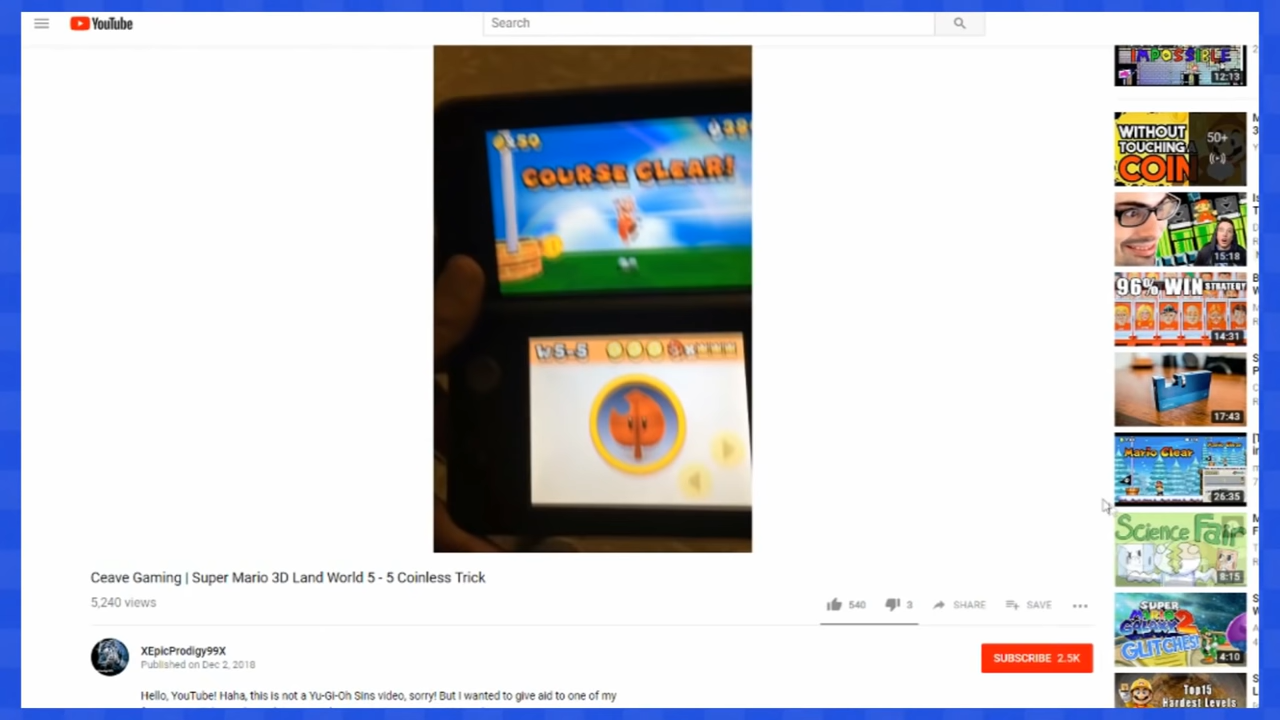 YouTube
Search
50
COURSE CLEAR!
W5-5
IMPOSSIBLE
12:13
WITHOUT
TOUCHING A
COIN
50+
15:18
96% WIN STRATEGY
14:31
17:43
Mario Clear
26:35
Science Fair
8:15
SUPER
MARIO
GALAXY 2
GLITCHES!
4:10
Top15
Hardest Levels
Ceave Gaming | Super Mario 3D Land World 5 - 5 Coinless Trick
5,240 views
540
3
SHARE
SAVE
XEpicProdigy99X
Published on Dec 2, 2018
SUBSCRIBE 2.5K
Hello, YouTube! Haha, this is not a Yu-Gi-Oh Sins video, sorry! But I wanted to give aid to one of my